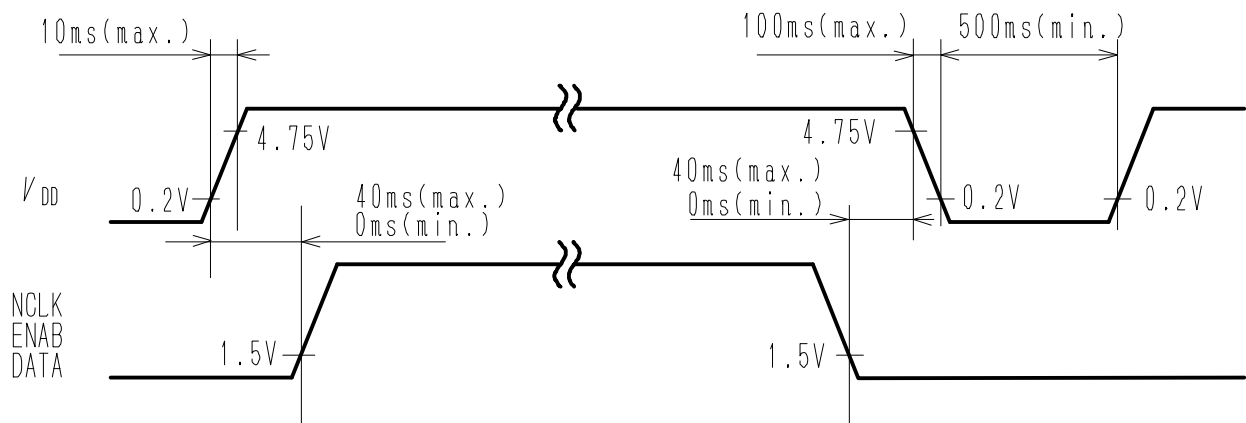 10ms(max.)
100ms(max.) 500ms(min.)
4.75V
4.75V
V DD
0.2V
40ms(max.)
0ms(min.)
40ms(max.)
0ms(min.)
0.2V
0.2V
NCLK
ENAB
DATA
1.5V
1.5V